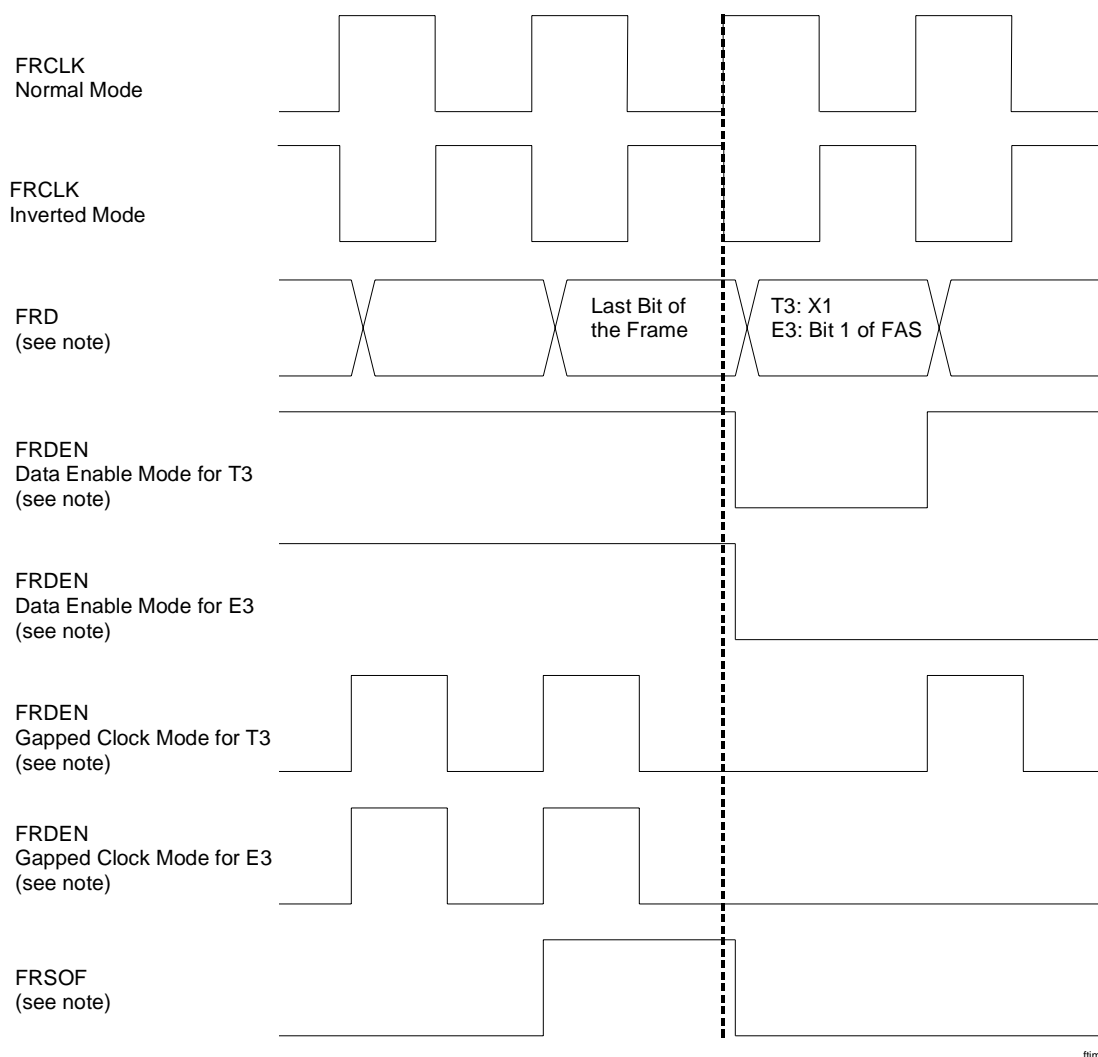 FRCLK
Normal Mode
FRCLK
Inverted Mode
FRD
(see note)
Last Bit of
the Frame
T3: X1
E3: Bit 1 of FAS
FRDEN
Data Enable Mode for T3
(see note)
FRDEN
Data Enable Mode for E3
(see note)
FRDEN
Gapped Clock Mode for T3
(see note)
FRDEN
Gapped Clock Mode for E3
(see note)
FRSOF
(see note)